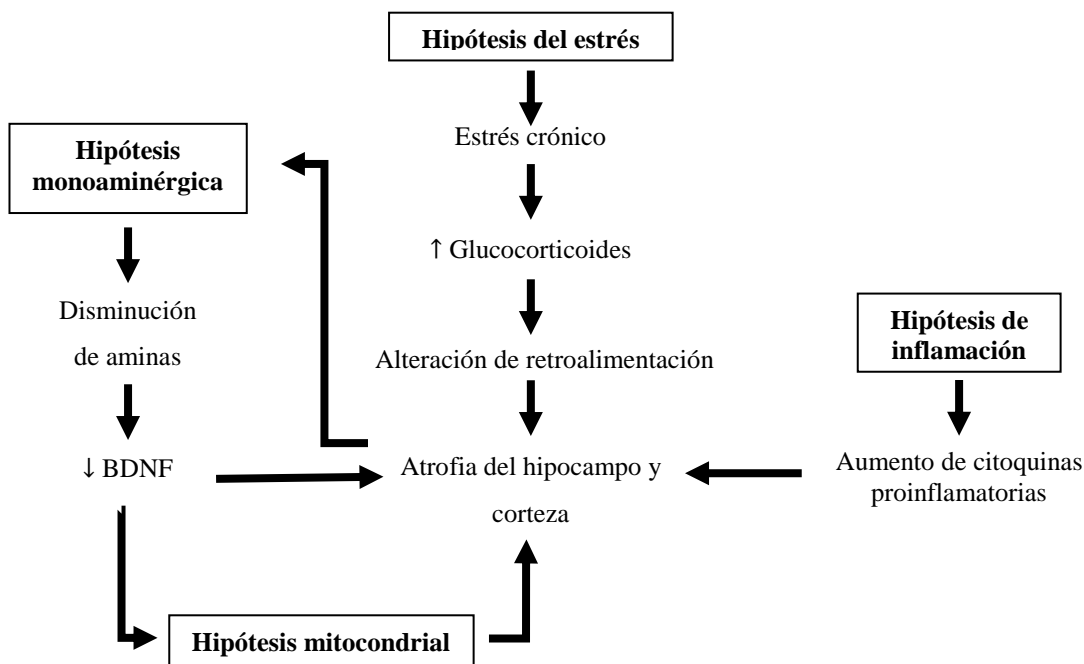 Hipótesis del estrés
Estrés crónico
↑ Glucocorticoides
Alteración de retroalimentación
Atrofia del hipocampo y
corteza
Hipótesis
monoaminérgica
Disminución
de aminas
↓ BDNF
Hipótesis mitocondrial
Hipótesis de
inflamación
Aumento de citoquinas
proinflamatorias